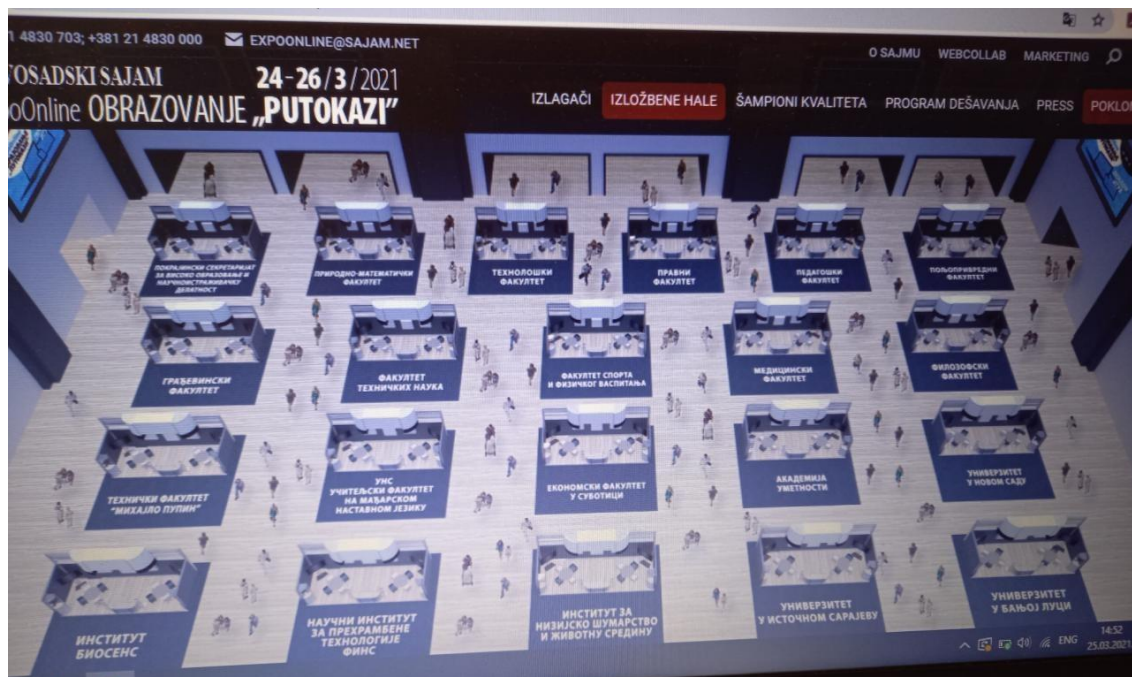 1 4830 703; +381 21 4830 000
EXPOONLINE@SAJAM.NET
O SAJMU WEBCOLLAB MARKETING
VOSADSKI SAJAM
24-26/3/2021
oOnline OBRAZOVANJE „PUTOKAZI”
IZLAGAČI IZLOŽBENE HALE ŠAMPIONI KVALITETA PROGRAM DEŠAVANJA PRESS POKLO
ПОКРАЈИНСКИ СЕКРЕТАРИЈАТ
ЗА ВИСОКО ОБРАЗОВАЊЕ И
НАУЧНОИСТРАЖИВАЧКУ
ДЕЛАТНОСТ
ПРИРОДНО-МАТЕМАТИЧКИ
ФАКУЛТЕТ
ТЕХНОЛОШКИ
ФАКУЛТЕТ
ПРАВНИ
ФАКУЛТЕТ
ПЕДАГОШКИ
ФАКУЛТЕТ
ПОЉОПРИВРЕДНИ
ФАКУЛТЕТ
ГРАЂЕВИНСКИ
ФАКУЛТЕТ
ФАКУЛТЕТ
ТЕХНИЧКИХ НАУКА
ФАКУЛТЕТ СПОРТА
И ФИЗИЧКОГ ВАСПИТАЊА
МЕДИЦИНСКИ
ФАКУЛТЕТ
ФИЛОЗОФСКИ
ФАКУЛТЕТ
ТЕХНИЧКИ ФАКУЛТЕТ
“МИХАЈЛО ПУПИН”
УНС
УЧИТЕЉСКИ ФАКУЛТЕТ
НА МАЂАРСКОМ
НАСТАВНОМ ЈЕЗИКУ
ЕКОНОМСКИ ФАКУЛТЕТ
У СУБОТИЦИ
АКАДЕМИЈА
УМЕТНОСТИ
УНИВЕРЗИТЕТ
У НОВОМ САДУ
ИНСТИТУТ
БИОСЕНС
НАУЧНИ ИНСТИТУТ
ЗА ПРЕХРАМБЕНЕ
ТЕХНОЛОГИЈЕ
ФИНС
ИНСТИТУТ ЗА
НИЗИЈСКО ШУМАРСТВО
И ЖИВОТНУ СРЕДИНУ
УНИВЕРЗИТЕТ
У ИСТОЧНОМ САРАЈЕВУ
УНИВЕРЗИТЕТ
У БАЊОЈ ЛУЦИ
ENG
14:52
25.03.2021